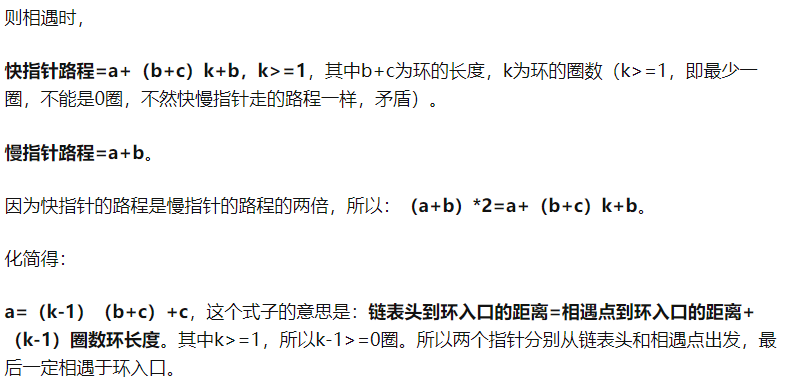 则相遇时，
快指针路程=a+（b+c）k+b，k>=1，其中b+c为环的长度，k为环的圈数（k>=1，即最少一
圈，不能是0圈，不然快慢指针走的路程一样，矛盾）。
慢指针路程=a+b。
因为快指针的路程是慢指针的路程的两倍，所以：（a+b）*2=a+（b+c）k+b。
化简得：
a=（k-1）（b+c）+c，这个式子的意思是：链表头到环入口的距离=相遇点到环入口的距离+
（k-1）圈数环长度。其中k>=1，所以k-1>=0圈。所以两个指针分别从链表头和相遇点出发，最
后一定相遇于环入口。